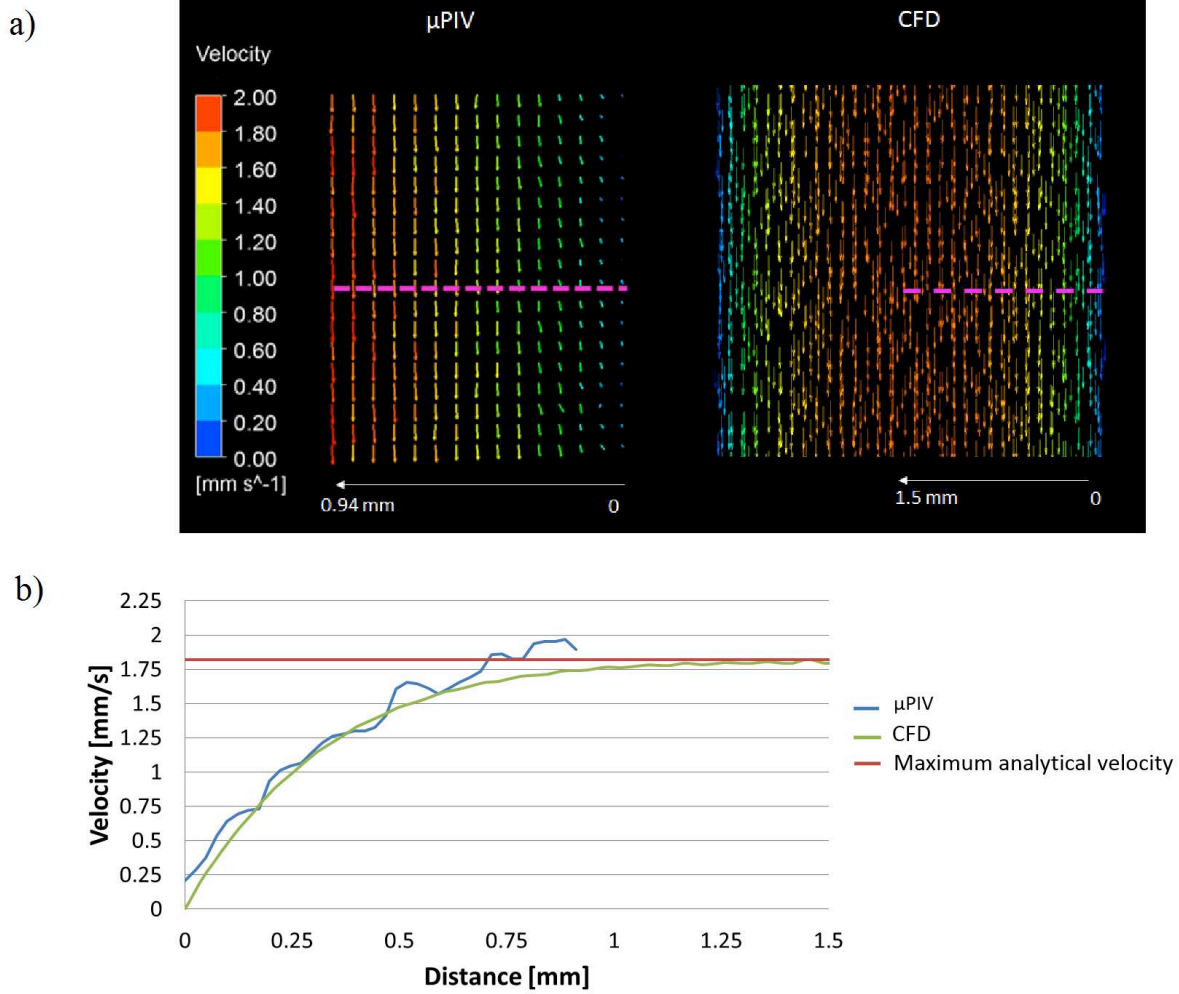 a)
µPIV
CFD
Velocity
2.00
1.80
1.60
1.40
1.20
1.00
0.80
0.60
0.40
0.20
0.00
[mm s^-1]
0.94 mm
0
1.5 mm
0
b)
Velocity [mm/s]
2.25
2
1.75
1.5
1.25
1
0.75
0.5
0.25
0
0 0.25 0.5 0.75 1 1.25 1.5
Distance [mm]
µPIV
CFD
Maximum analytical velocity